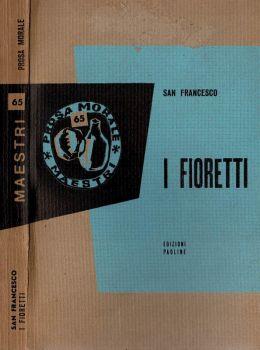 PROSA MORALE
65
MAESTRI
SAN FRANCESCO
I FIORETTI
PROSA MORALE
65
MAESTRI
SAN FRANCESCO
I FIORETTI
EDIZIONI
PAOLINE